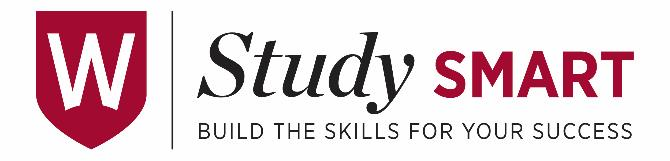 W
Study SMART
BUILD THE SKILLS FOR YOUR SUCCESS